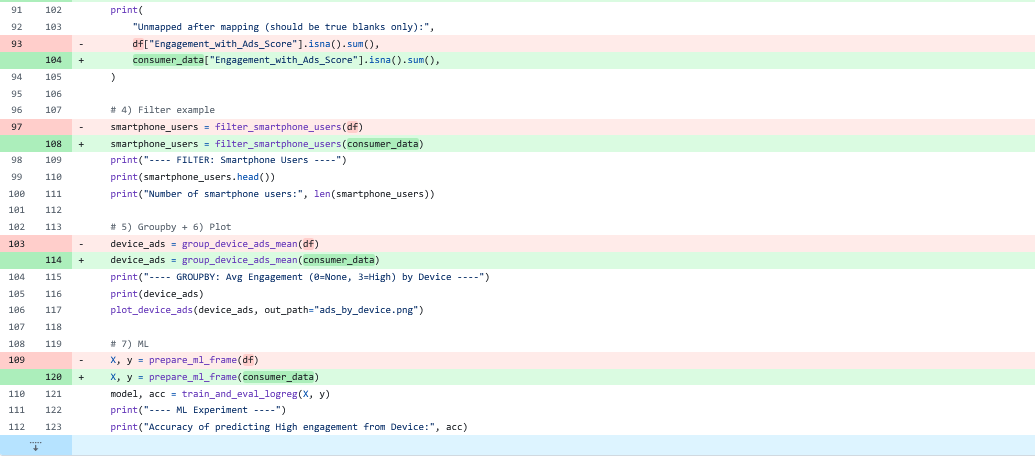 91 102 print(
92 103 "Unmapped after mapping (should be true blanks only):",
93 - df["Engagement_with_Ads_Score"].isna().sum(),
104 + consumer_data["Engagement_with_Ads_Score"].isna().sum(),
94 105 )
95 106
96 107 # 4) Filter example
97 - smartphone_users = filter_smartphone_users(df)
108 + smartphone_users = filter_smartphone_users(consumer_data)
98 109 print("---- FILTER: Smartphone Users ----")
99 110 print(smartphone_users.head())
100 111 print("Number of smartphone users:", len(smartphone_users))
101 112
102 113 # 5) Groupby + 6) Plot
103 - device_ads = group_device_ads_mean(df)
114 + device_ads = group_device_ads_mean(consumer_data)
104 115 print("---- GROUPBY: Avg Engagement (0=None, 3=High) by Device ----")
105 116 print(device_ads)
106 117 plot_device_ads(device_ads, out_path="ads_by_device.png")
107 118
108 119 # 7) ML
109 - X, y = prepare_ml_frame(df)
120 + X, y = prepare_ml_frame(consumer_data)
110 121 model, acc = train_and_eval_logreg(X, y)
111 122 print("---- ML Experiment ----")
112 123 print("Accuracy of predicting High engagement from Device:", acc)